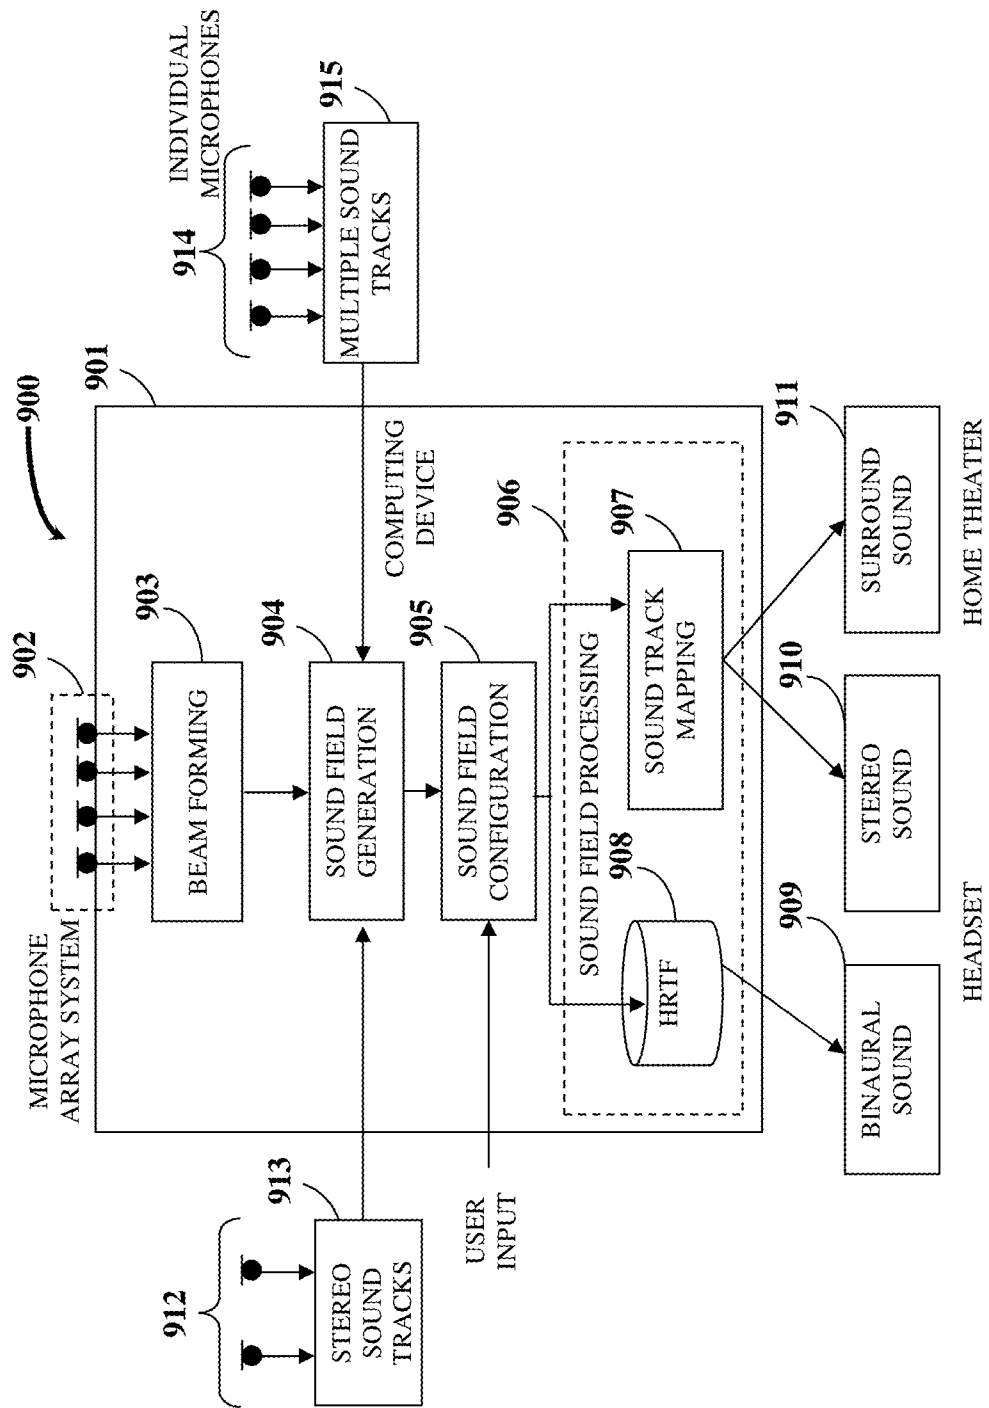 900
901
MICROPHONE
ARRAY SYSTEM
902
BEAM FORMING
903
912
STEREO
SOUND
TRACKS
913
SOUND FIELD
GENERATION
904
914
INDIVIDUAL
MICROPHONES
MULTIPLE SOUND
TRACKS
915
COMPUTING
DEVICE
USER
INPUT
SOUND FIELD
CONFIGURATION
905
SOUND FIELD PROCESSING
906
HRTF
908
SOUND TRACK
MAPPING
907
BINAURAL
SOUND
909
STEREO
SOUND
910
SURROUND
SOUND
911
HEADSET
HOME THEATER